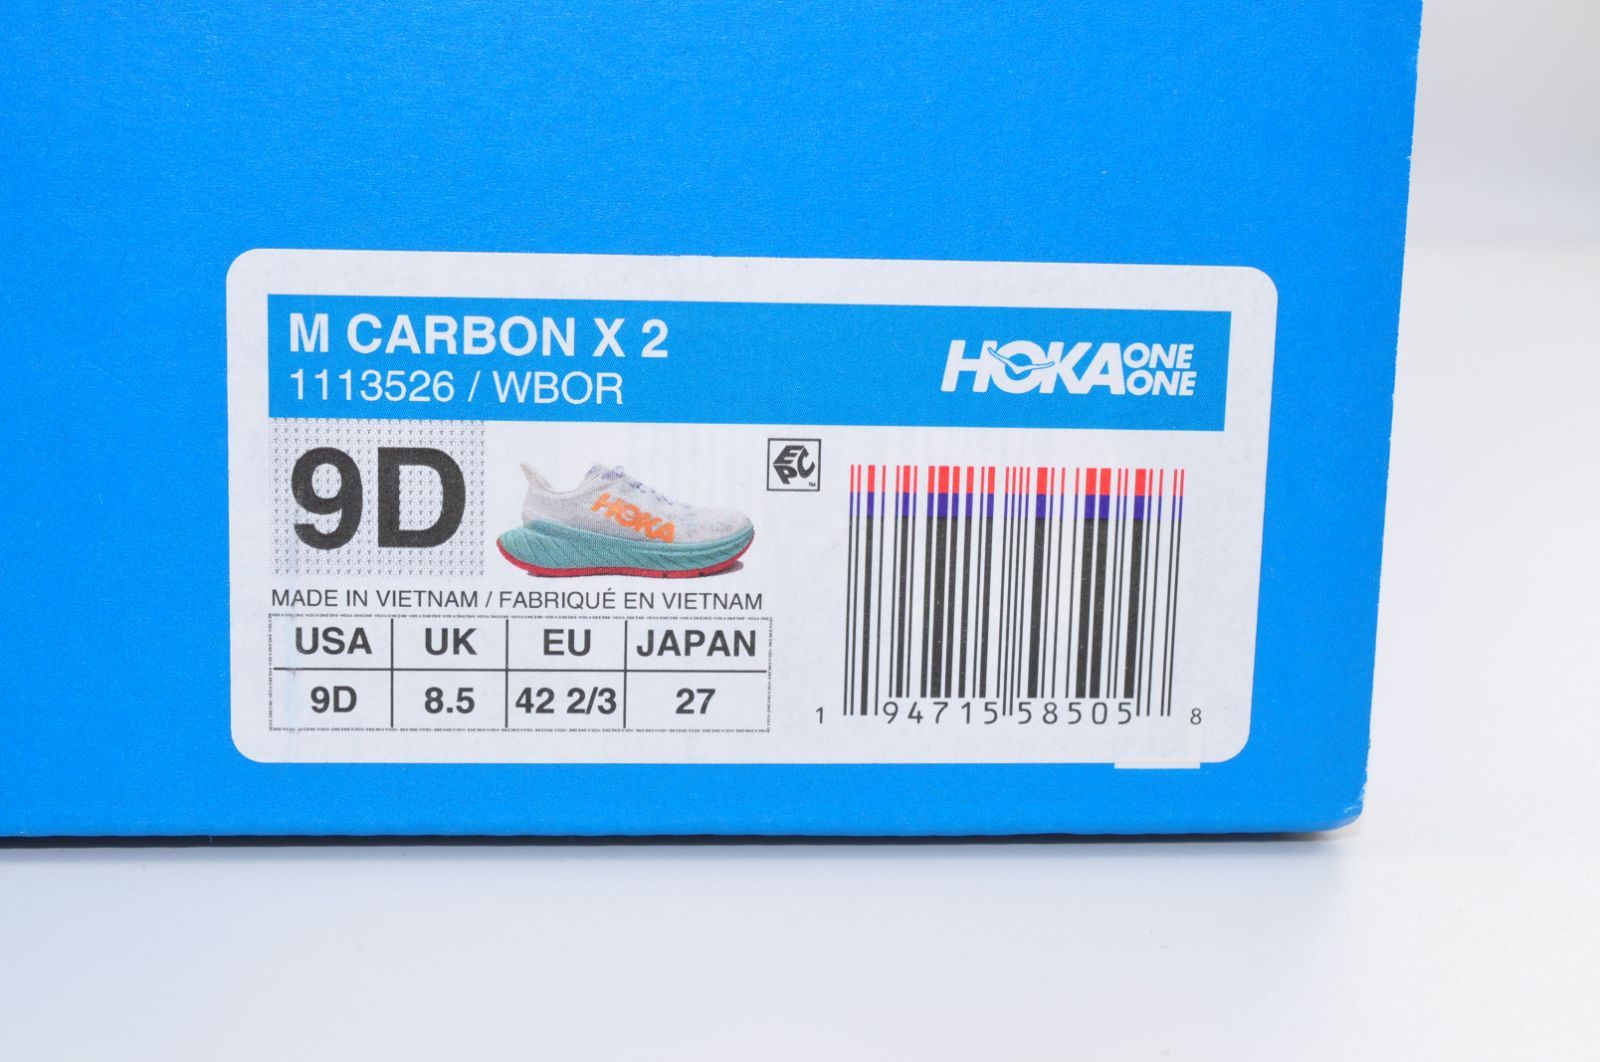 M CARBON X 2
1113526 / WBOR
HOKA ONE ONE
9D
HOKA
EPC™
MADE IN VIETNAM / FABRIQUÉ EN VIETNAM
USA UK EU JAPAN
9D 8.5 42 2/3 27
1 94715 58505 8